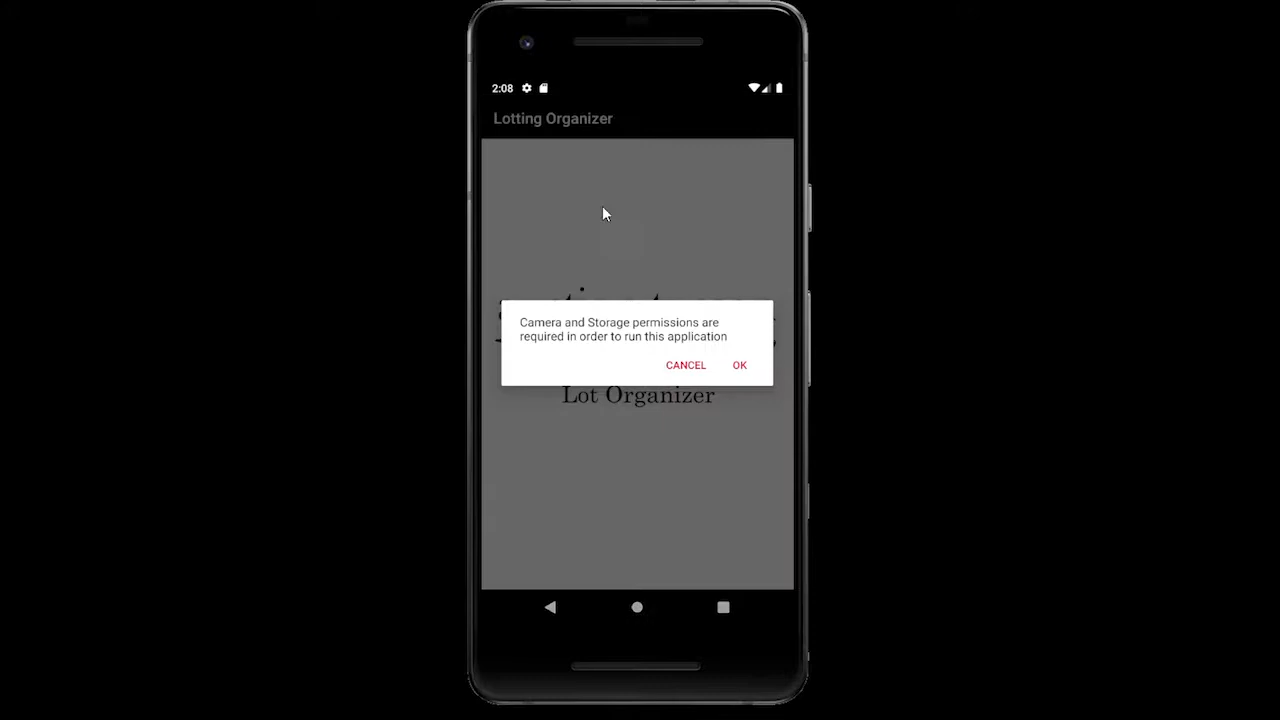 2:08
Lotting Organizer
Camera and Storage permissions are
required in order to run this application
CANCEL OK
Lot Organizer